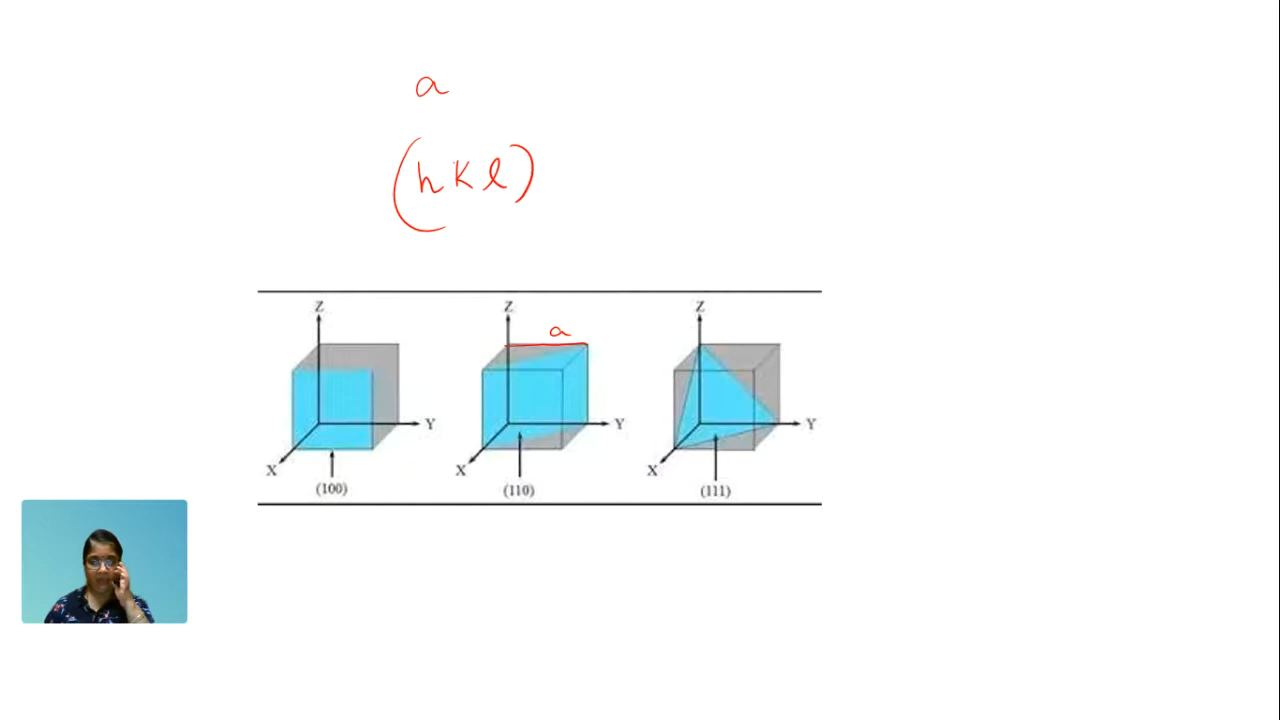 a
(hkl)
Z Z Z
a
Y Y Y
X X X
(100) (110) (111)